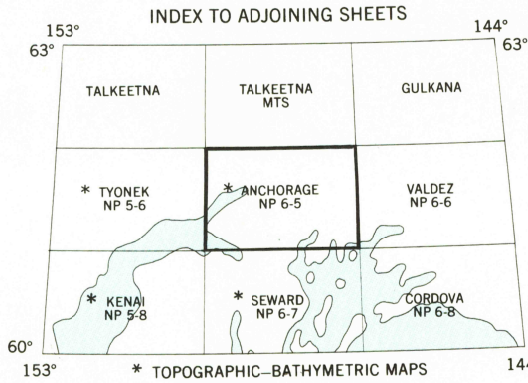 INDEX TO ADJOINING SHEETS
153° 144°
63° 63°
TALKEETNA
TALKEETNA
MTS
GULKANA
* TYONEK
NP 5-6
* ANCHORAGE
NP 6-5
VALDEZ
NP 6-6
* KENAI
NP 5-8
* SEWARD
NP 6-7
CORDOVA
NP 6-8
60°
153°
* TOPOGRAPHIC–BATHYMETRIC MAPS